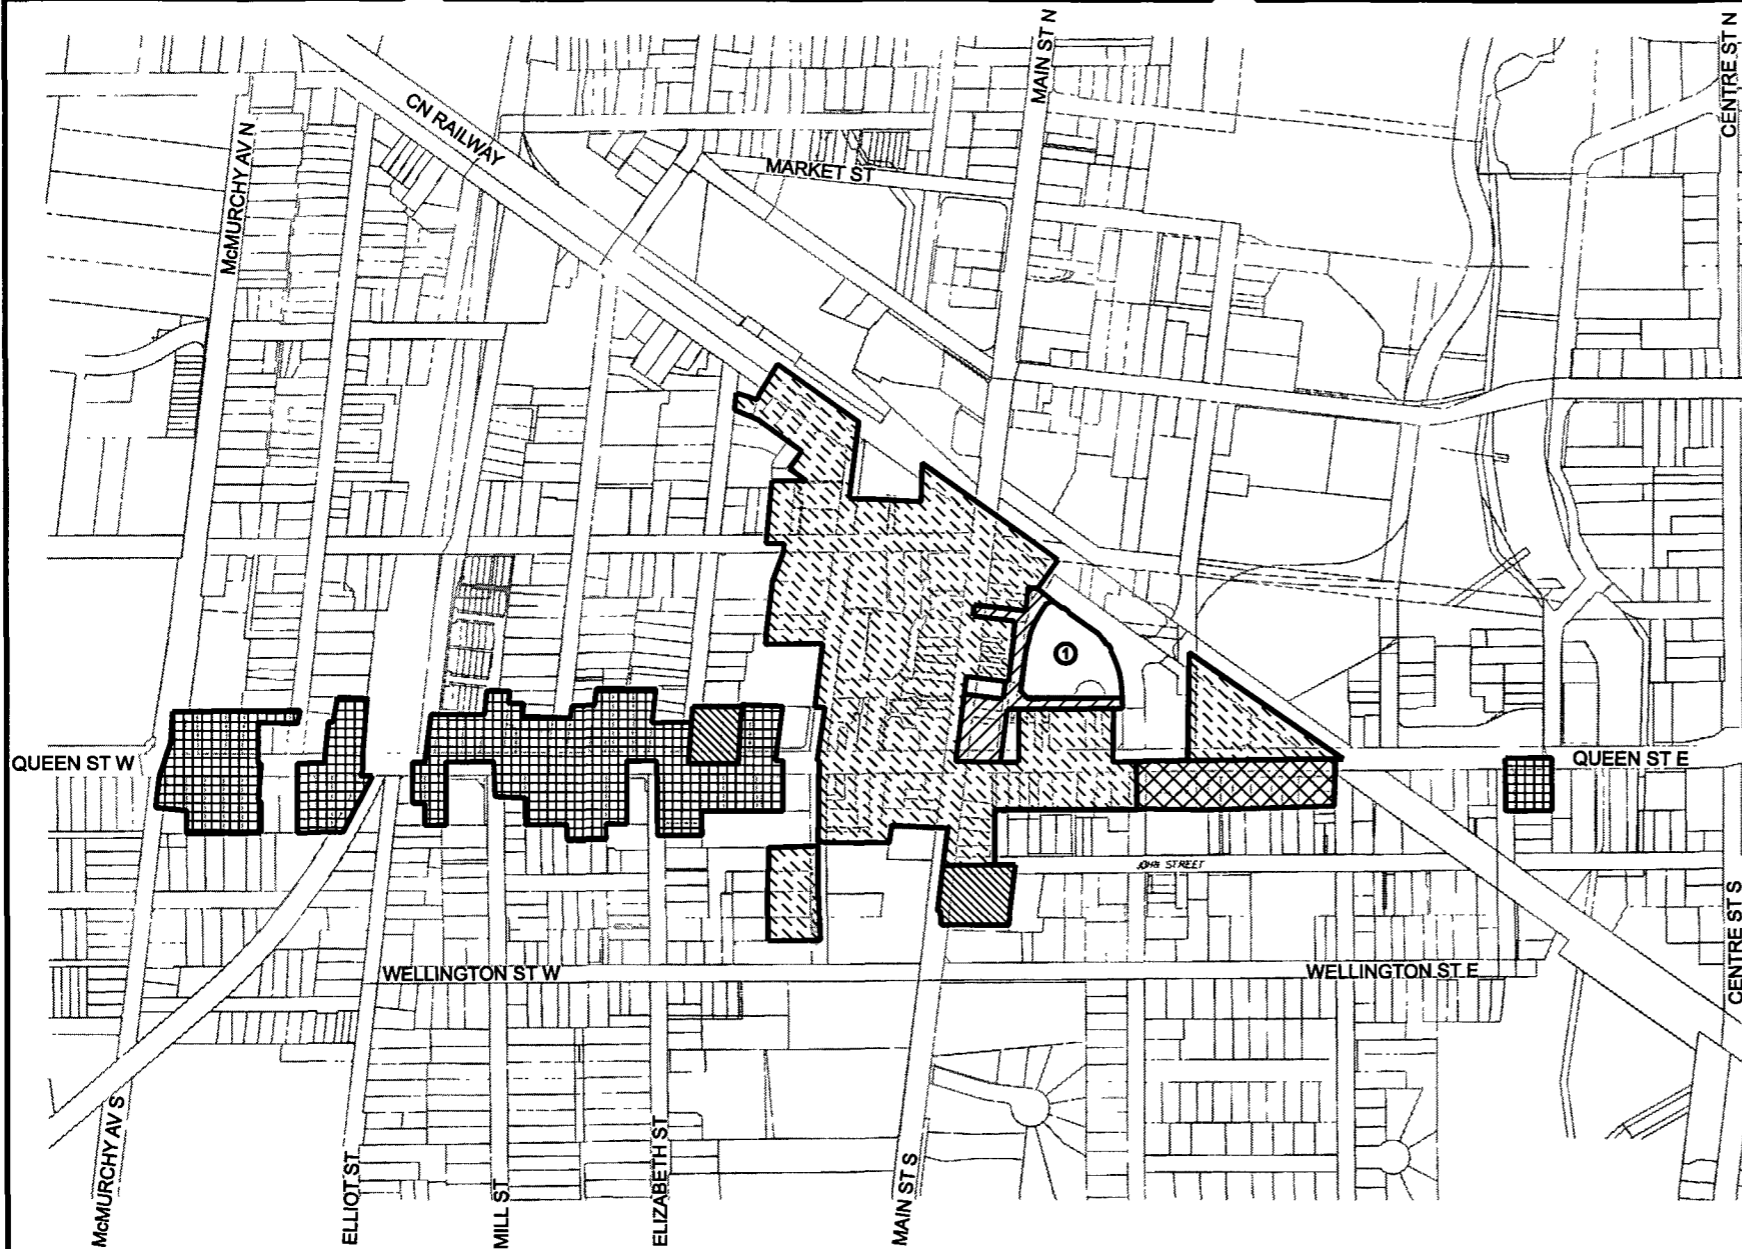 MAIN ST N
CENTRE ST N
CN RAILWAY
McMURCHY AV N
MARKET ST
1
QUEEN ST W
QUEEN ST E
JOHN STREET
WELLINGTON ST W
WELLINGTON ST E
CENTRE ST S
McMURCHY AV S
ELLIOT ST
MILL ST
ELIZABETH ST
MAIN ST S